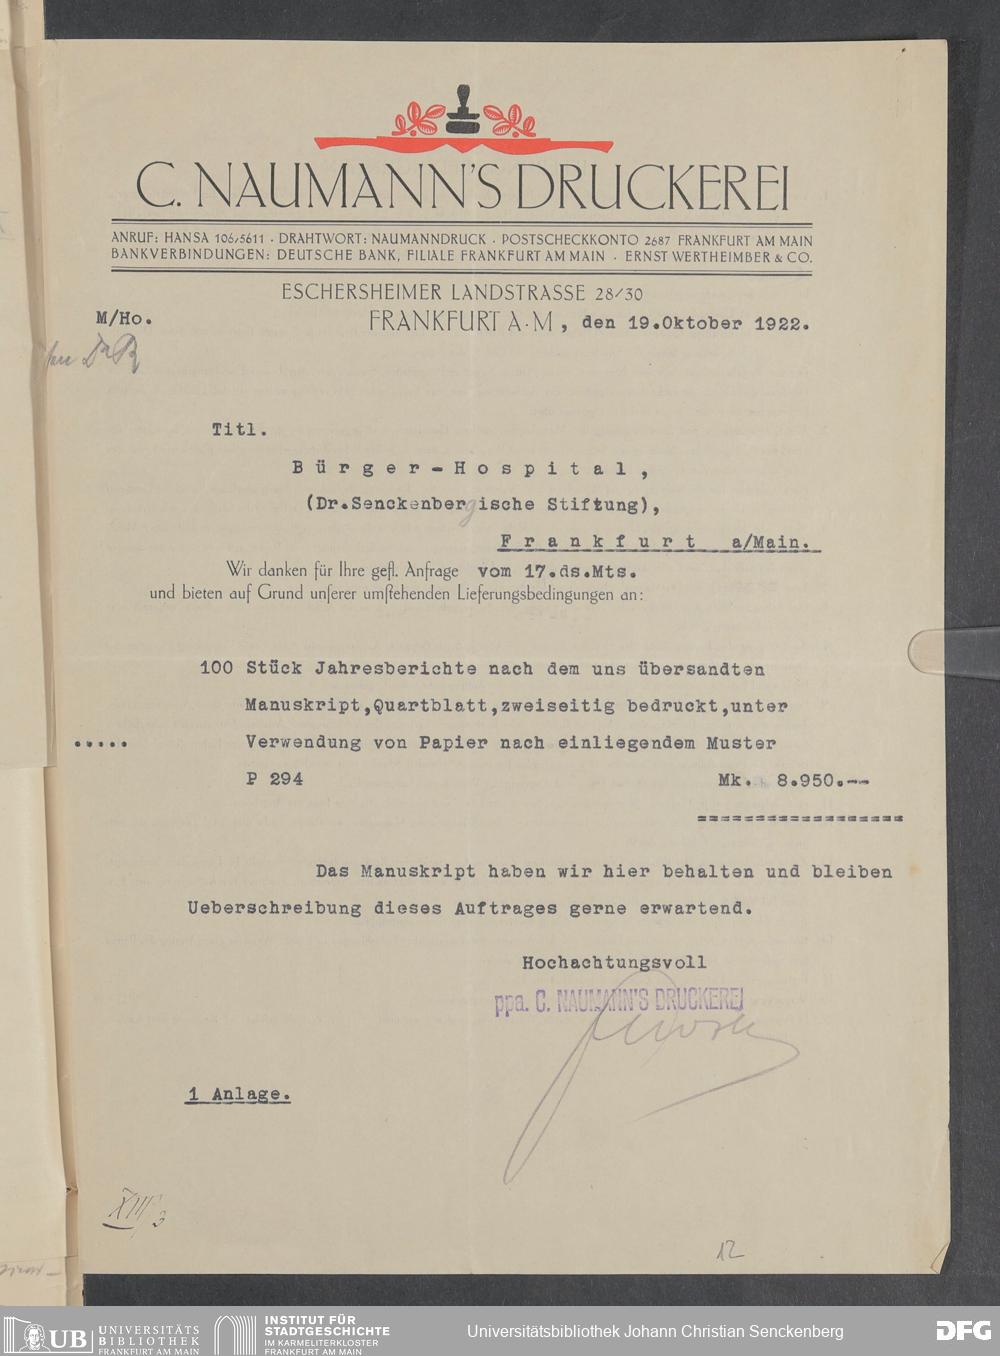 C. NAUMANN'S DRUCKEREI
ANRUF: HANSA 106/5611 · DRAHTWORT: NAUMANNDRUCK · POSTSCHECKKONTO 2687 FRANKFURT AM MAIN
BANKVERBINDUNGEN: DEUTSCHE BANK, FILIALE FRANKFURT AM MAIN · ERNST WERTHEIMBER & CO.
ESCHERSHEIMER LANDSTRASSE 28/30
M/Ho.
FRANKFURT A·M, den 19.Oktober 1922.
Titl.
Bürger-Hospital,
(Dr.Senckenbergische Stiftung),
Frankfurt a/Main.
Wir danken für Ihre gefl. Anfrage vom 17.ds.Mts.
und bieten auf Grund unserer umstehenden Lieferungsbedingungen an:
100 Stück Jahresberichte nach dem uns übersandten
Manuskript,Quartblatt,zweiseitig bedruckt,unter
..... Verwendung von Papier nach einliegendem Muster
P 294 Mk. 8.950.--
==================
Das Manuskript haben wir hier behalten und bleiben
Ueberschreibung dieses Auftrages gerne erwartend.
Hochachtungsvoll
ppa. C. NAUMANN'S DRUCKEREI
1 Anlage.
XIII/3
12
UB UNIVERSITÄTS
BIBLIOTHEK
FRANKFURT AM MAIN
INSTITUT FÜR
STADTGESCHICHTE
IM KARMELITERKLOSTER
FRANKFURT AM MAIN
Universitätsbibliothek Johann Christian Senckenberg
DFG